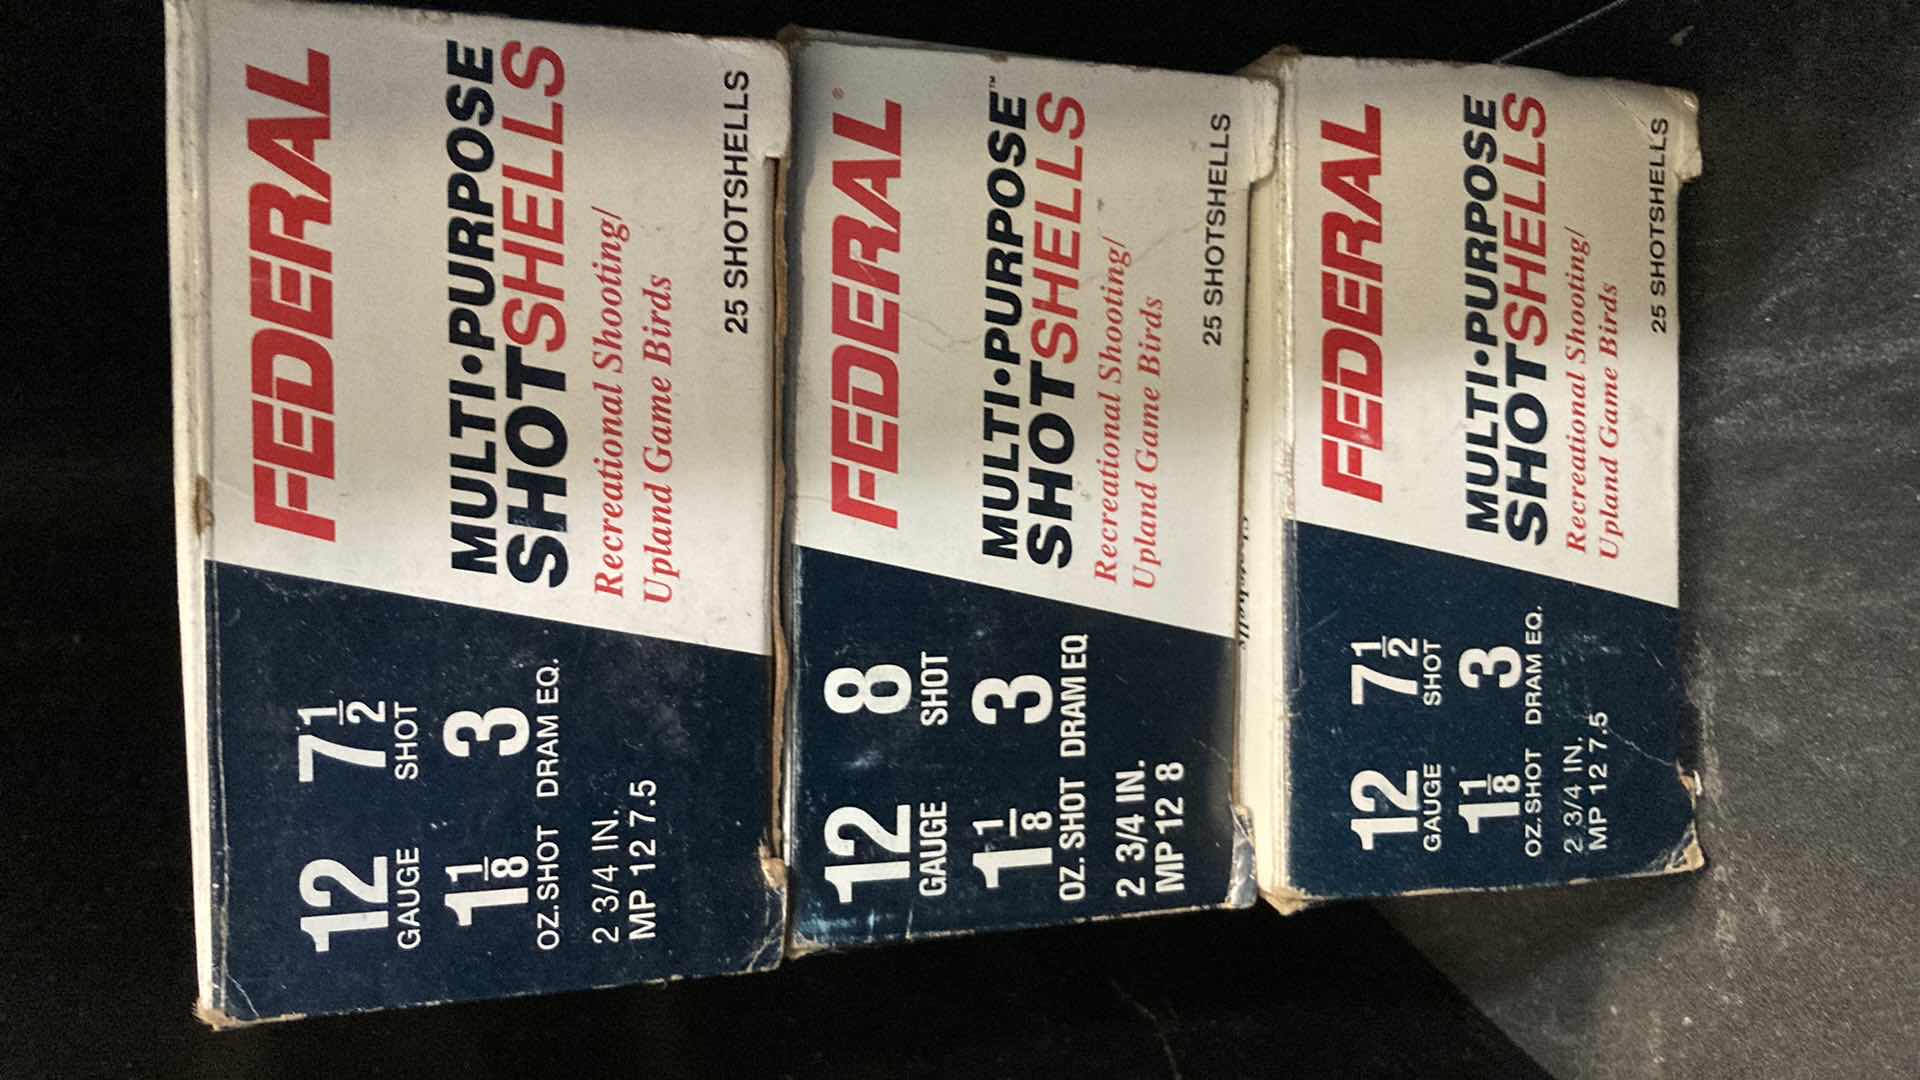 FEDERAL
MULTI•PURPOSE
SHOTSHELLS
Recreational Shooting/
Upland Game Birds
25 SHOTSHELLS
12 7 1/2
GAUGE SHOT
1 1/8 3
OZ. SHOT DRAM EQ.
2 3/4 IN.
MP 12 7.5
FEDERAL®
MULTI•PURPOSE™
SHOTSHELLS
Recreational Shooting/
Upland Game Birds
25 SHOTSHELLS
12 8
GAUGE SHOT
1 1/8 3
OZ. SHOT DRAM EQ
2 3/4 IN.
MP 12 8
FEDERAL
MULTI•PURPOSE
SHOTSHELLS
Recreational Shooting/
Upland Game Birds
25 SHOTSHELLS
12 7 1/2
GAUGE SHOT
1 1/8 3
OZ. SHOT DRAM EQ.
2 3/4 IN.
MP 12 7.5